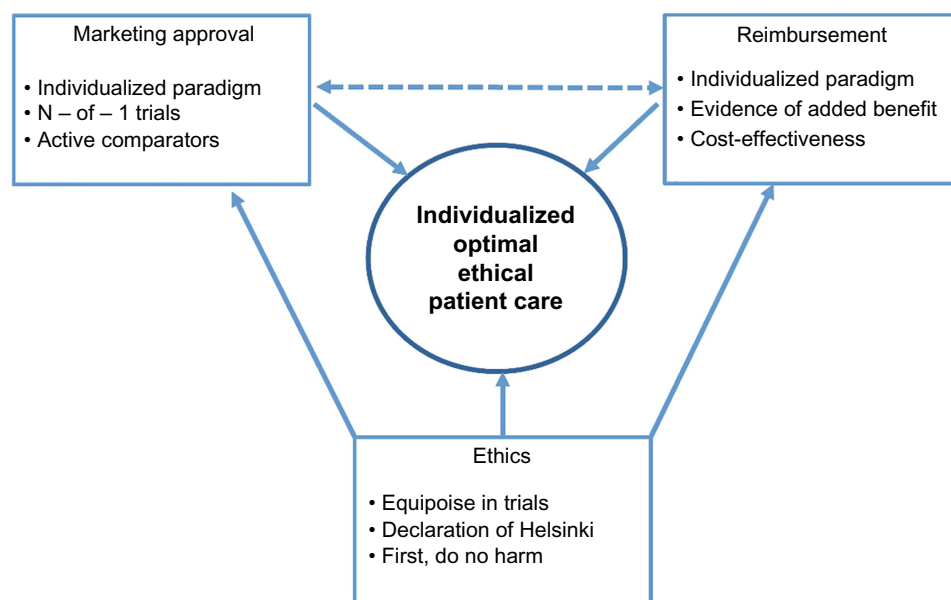 Marketing approval
• Individualized paradigm
• N – of – 1 trials
• Active comparators
Reimbursement
• Individualized paradigm
• Evidence of added benefit
• Cost-effectiveness
Individualized
optimal
ethical
patient care
Ethics
• Equipoise in trials
• Declaration of Helsinki
• First, do no harm